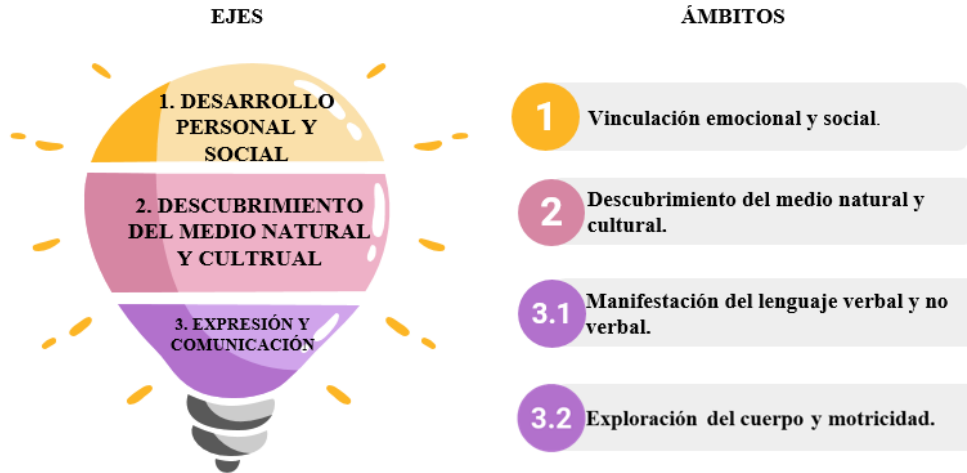 EJES
1. DESARROLLO
PERSONAL Y
SOCIAL
2. DESCUBRIMIENTO
DEL MEDIO NATURAL
Y CULTRUAL
3. EXPRESIÓN Y
COMUNICACIÓN
ÁMBITOS
1
Vinculación emocional y social.
2
Descubrimiento del medio natural y
cultural.
3.1
Manifestación del lenguaje verbal y no
verbal.
3.2
Exploración del cuerpo y motricidad.